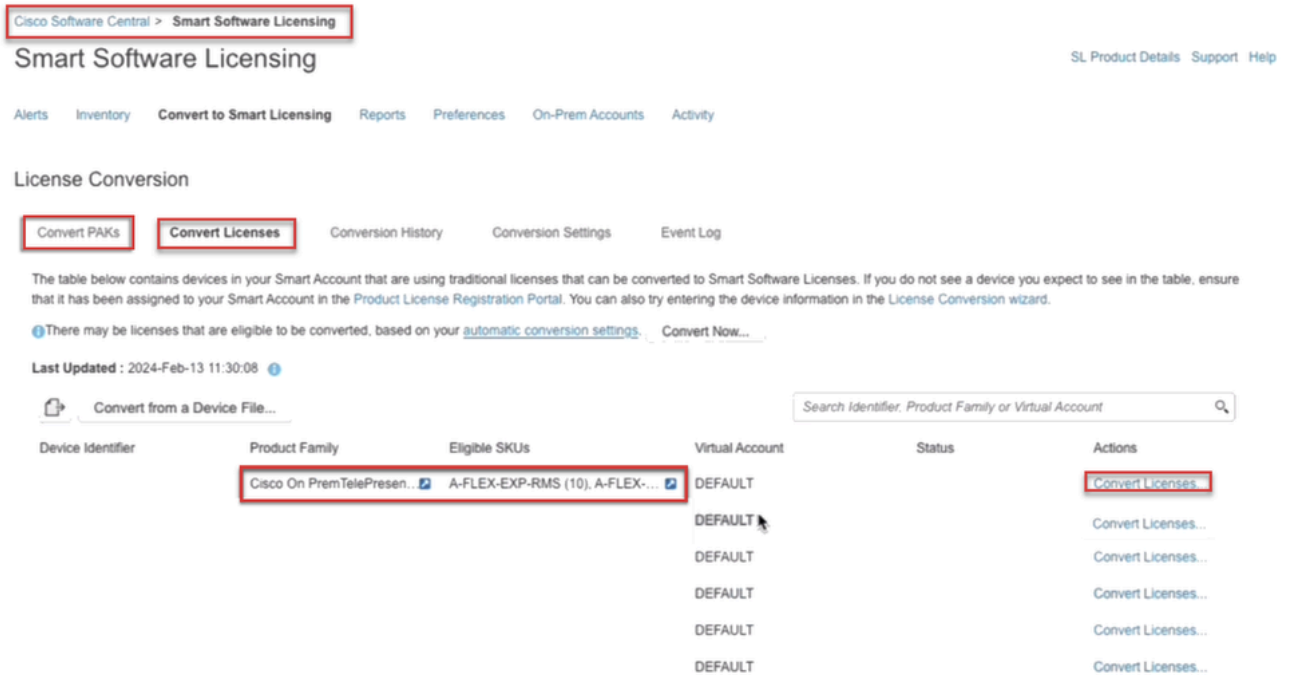 Cisco Software Central > Smart Software Licensing
Smart Software Licensing
SL Product Details Support Help
Alerts Inventory Convert to Smart Licensing Reports Preferences On-Prem Accounts Activity
License Conversion
Convert PAKs Convert Licenses Conversion History Conversion Settings Event Log
The table below contains devices in your Smart Account that are using traditional licenses that can be converted to Smart Software Licenses. If you do not see a device you expect to see in the table, ensure
that it has been assigned to your Smart Account in the Product License Registration Portal. You can also try entering the device information in the License Conversion wizard.
There may be licenses that are eligible to be converted, based on your automatic conversion settings. Convert Now...
Last Updated : 2024-Feb-13 11:30:08
Convert from a Device File...
Search Identifier, Product Family or Virtual Account
Device Identifier Product Family Eligible SKUs Virtual Account Status Actions
Cisco On PremTelePresen... A-FLEX-EXP-RMS (10), A-FLEX-... DEFAULT Convert Licenses...
DEFAULT Convert Licenses...
DEFAULT Convert Licenses...
DEFAULT Convert Licenses...
DEFAULT Convert Licenses...
DEFAULT Convert Licenses...